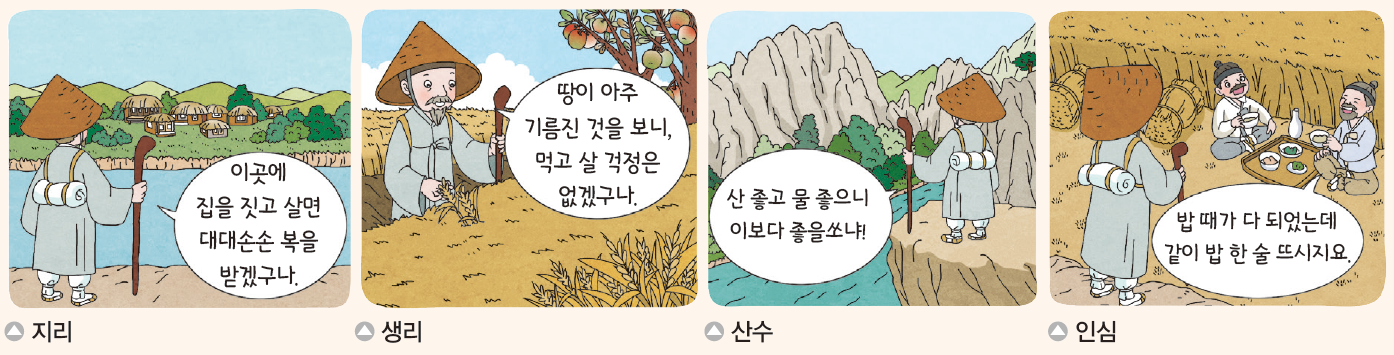 이곳에
집을 짓고 살면
대대손손 복을
받겠구나.
지리
땅이 아주
기름진 것을 보니,
먹고 살 걱정은
없겠구나.
생리
산 좋고 물 좋으니
이보다 좋을쏘냐!
산수
밥 때가 다 되었는데
같이 밥 한 술 뜨시지요.
인심